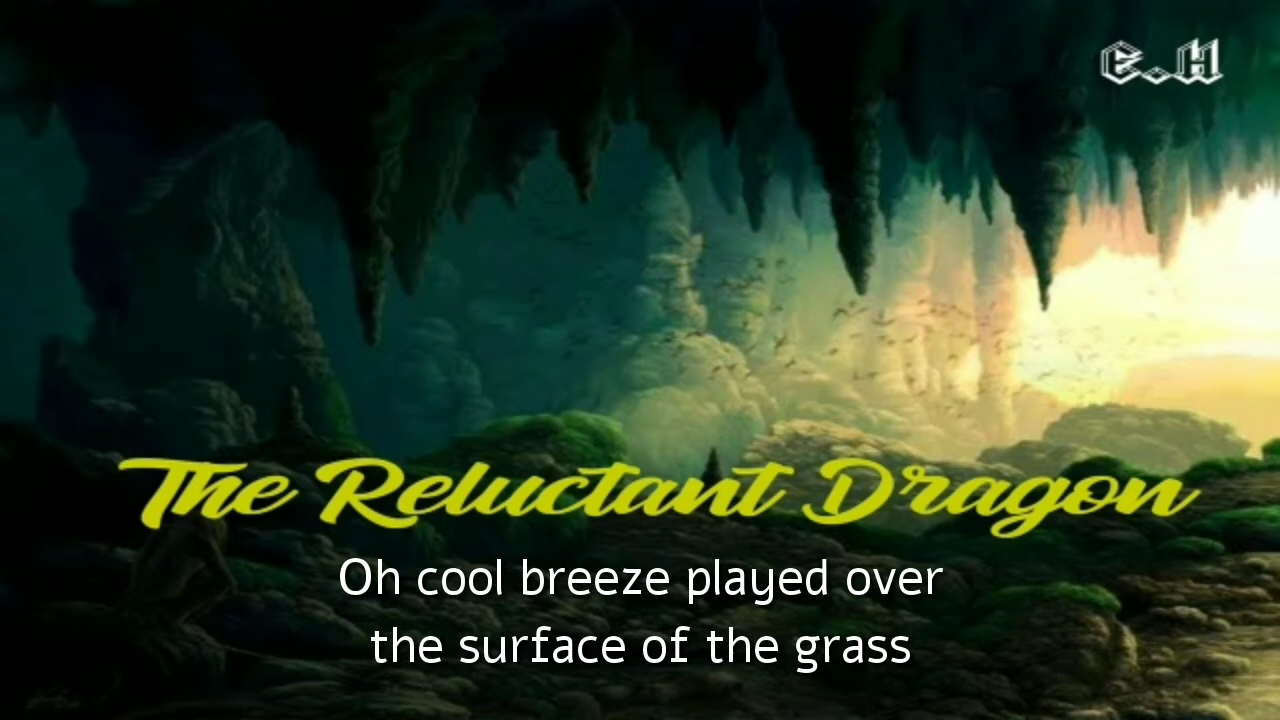 E.H
The Reluctant Dragon
Oh cool breeze played over
the surface of the grass